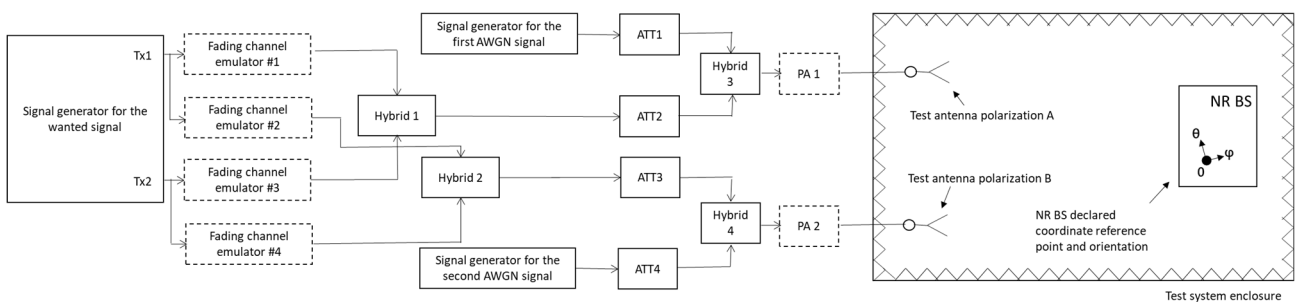 Signal generator for the
wanted signal
Tx1
Tx2
Fading channel
emulator #1
Fading channel
emulator #2
Fading channel
emulator #3
Fading channel
emulator #4
Hybrid 1
Hybrid 2
Signal generator for the
first AWGN signal
Signal generator for the
second AWGN signal
ATT1
ATT2
ATT3
ATT4
Hybrid
3
Hybrid
4
PA 1
PA 2
Test antenna polarization A
Test antenna polarization B
NR BS
θ
φ
0
NR BS declared
coordinate reference
point and orientation
Test system enclosure